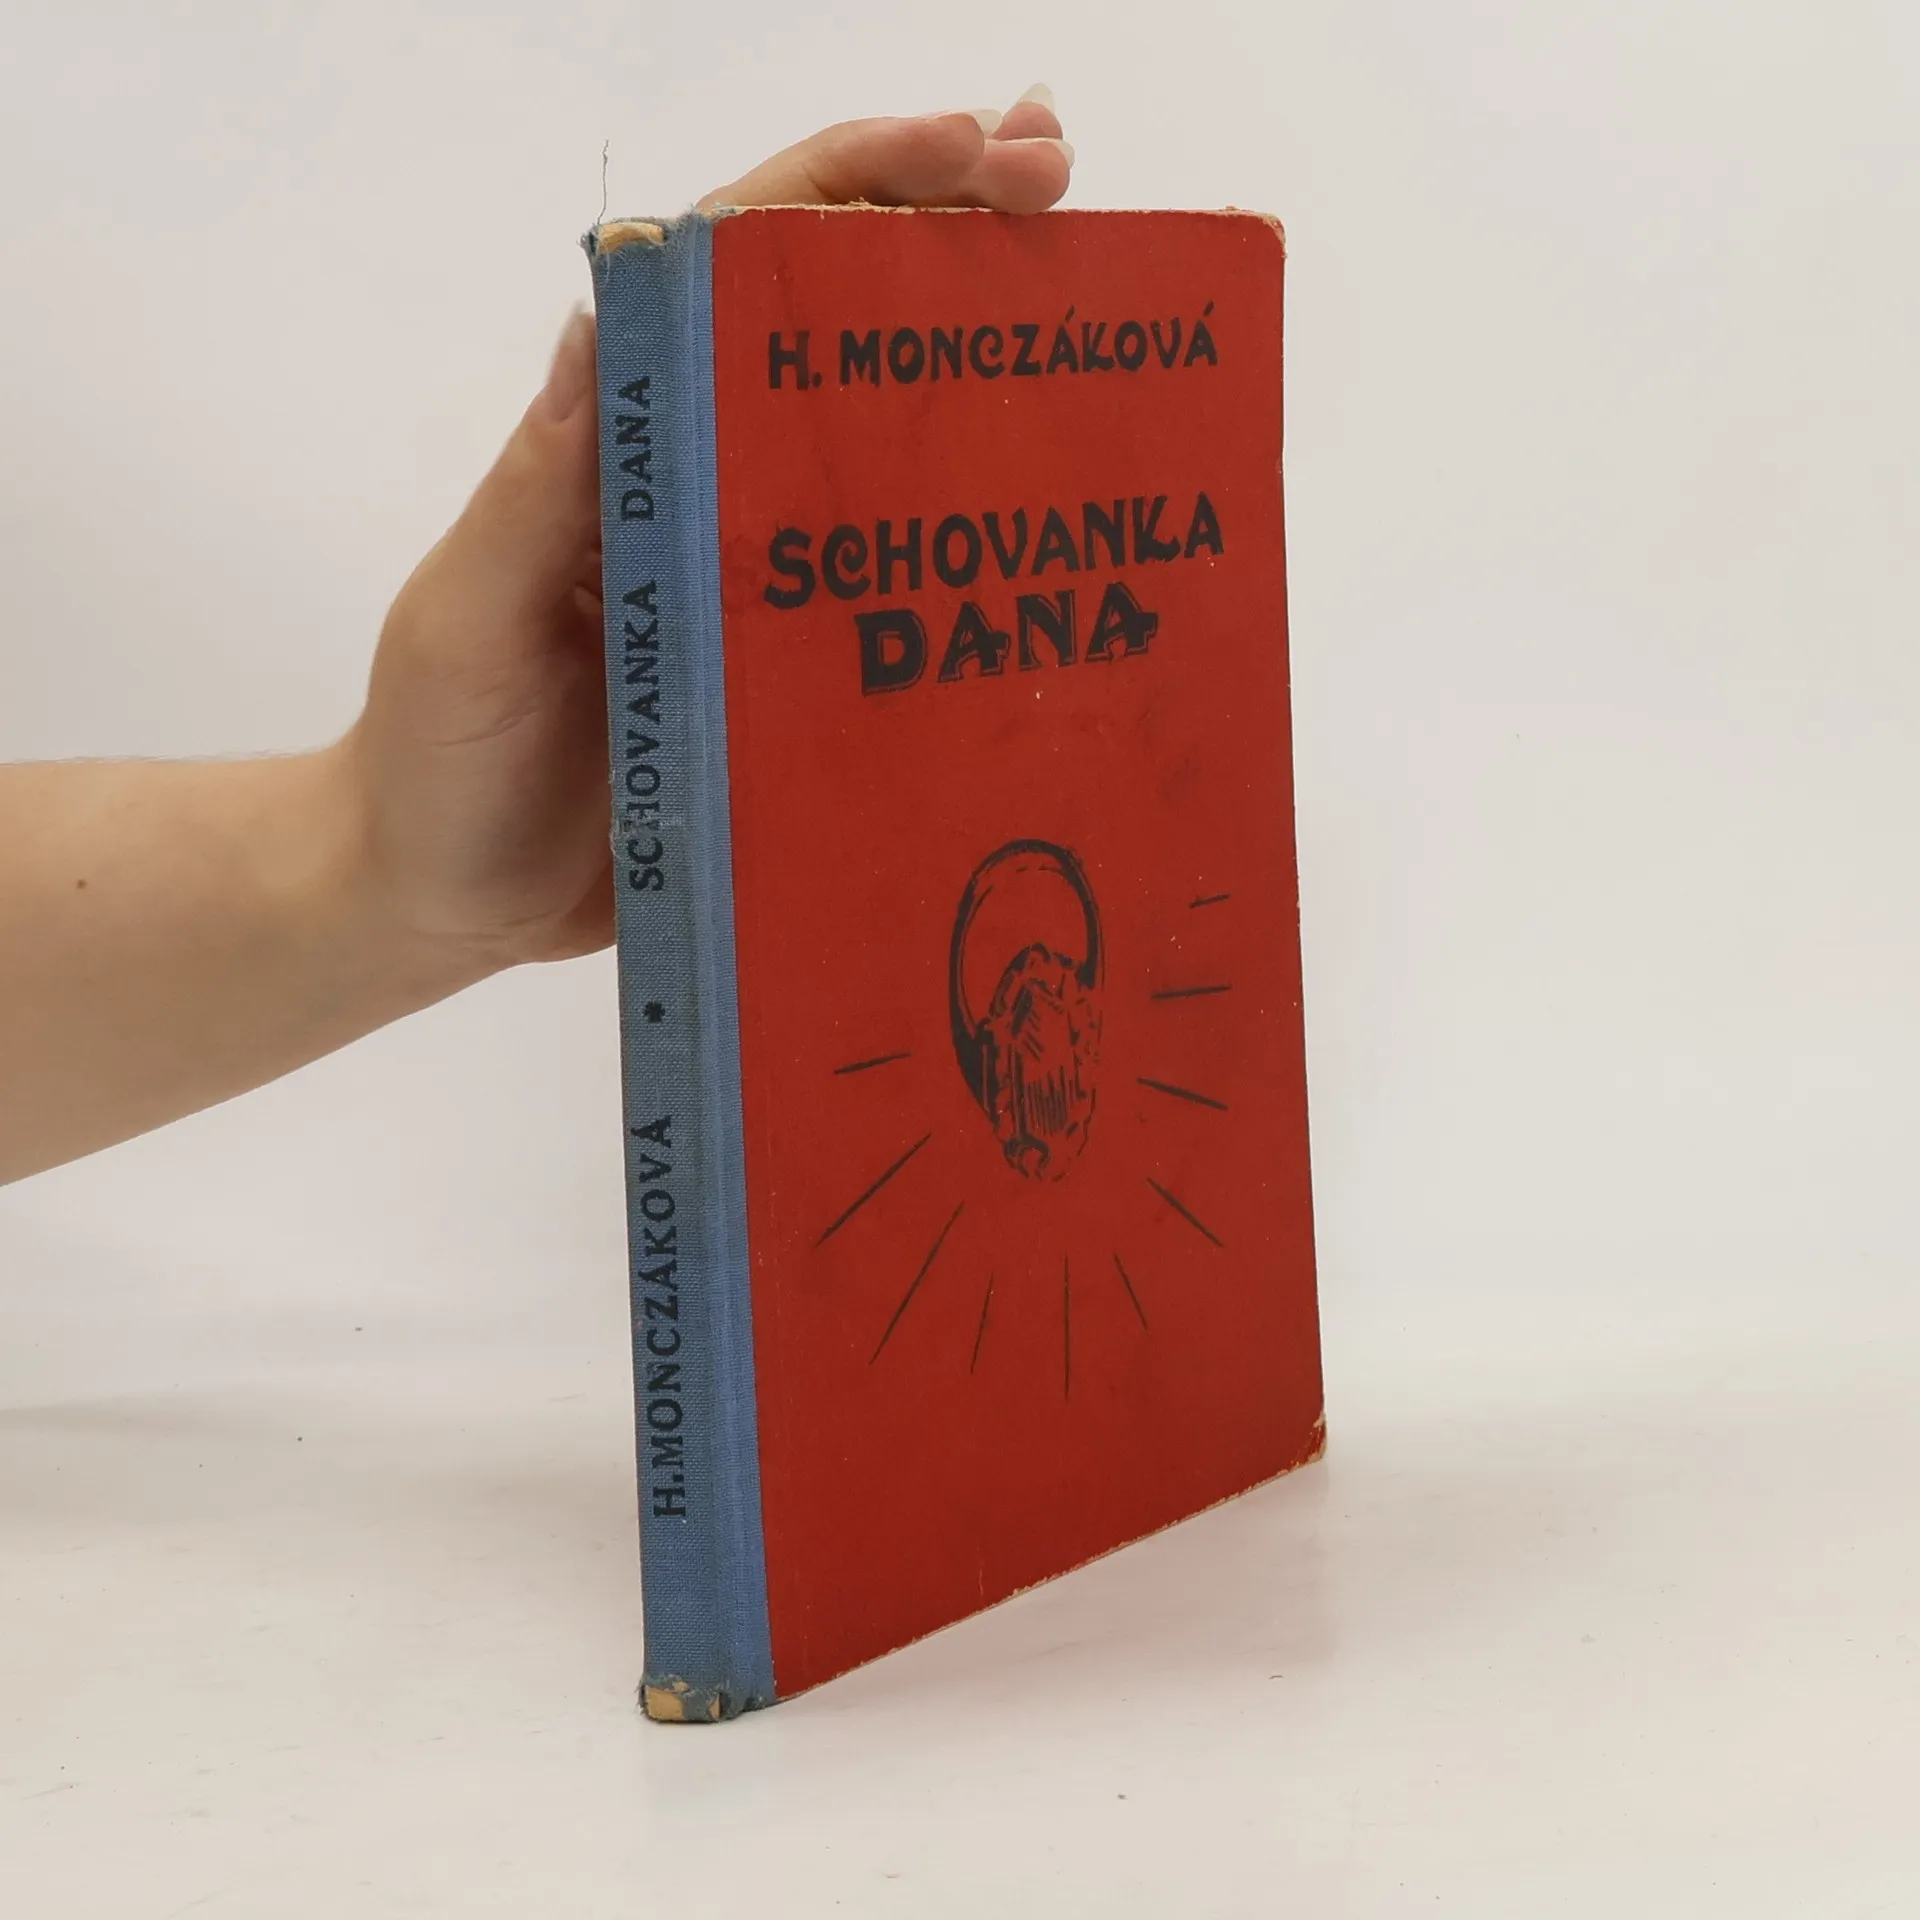 H. MONCZÁKOVÁ
SCHOVANKA
DANA
H. MONCZÁKOVÁ * SCHOVANKA DANA